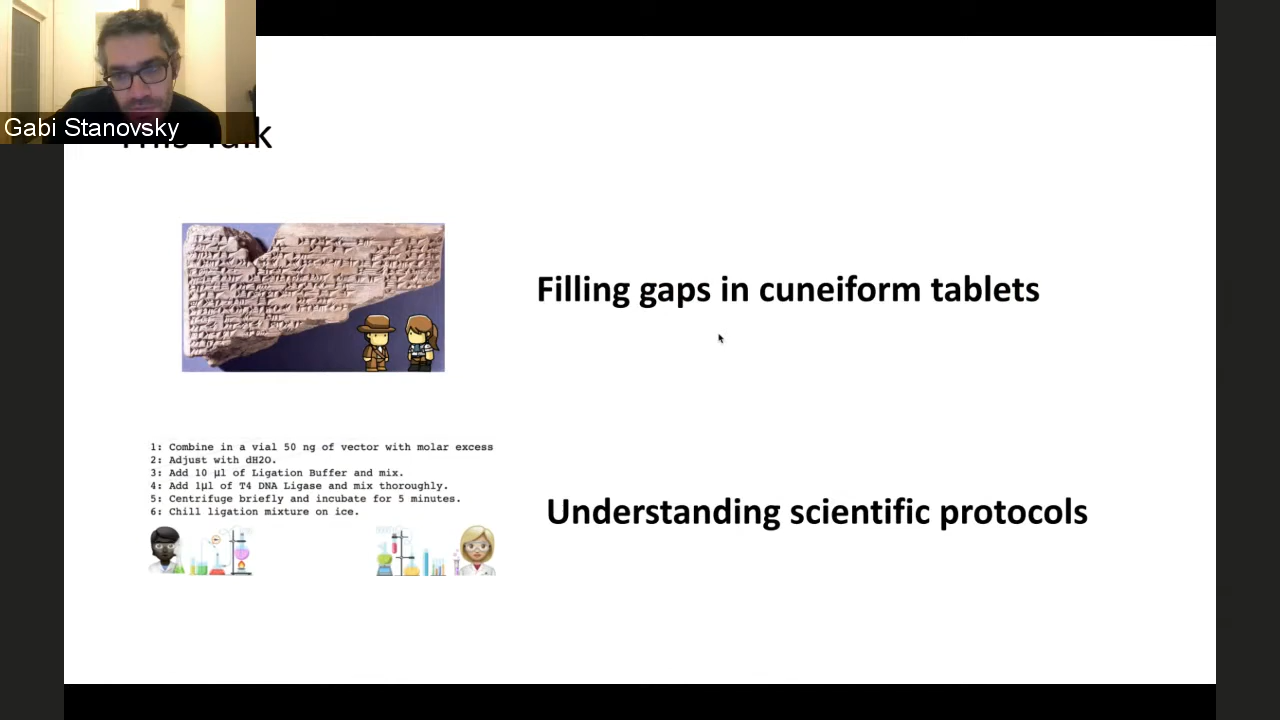 Gabi Stanovsky
This Talk
Filling gaps in cuneiform tablets
1: Combine in a vial 50 ng of vector with molar excess
2: Adjust with dH2O.
3: Add 10 µl of Ligation Buffer and mix.
4: Add 1µl of T4 DNA Ligase and mix thoroughly.
5: Centrifuge briefly and incubate for 5 minutes.
6: Chill ligation mixture on ice.
Understanding scientific protocols